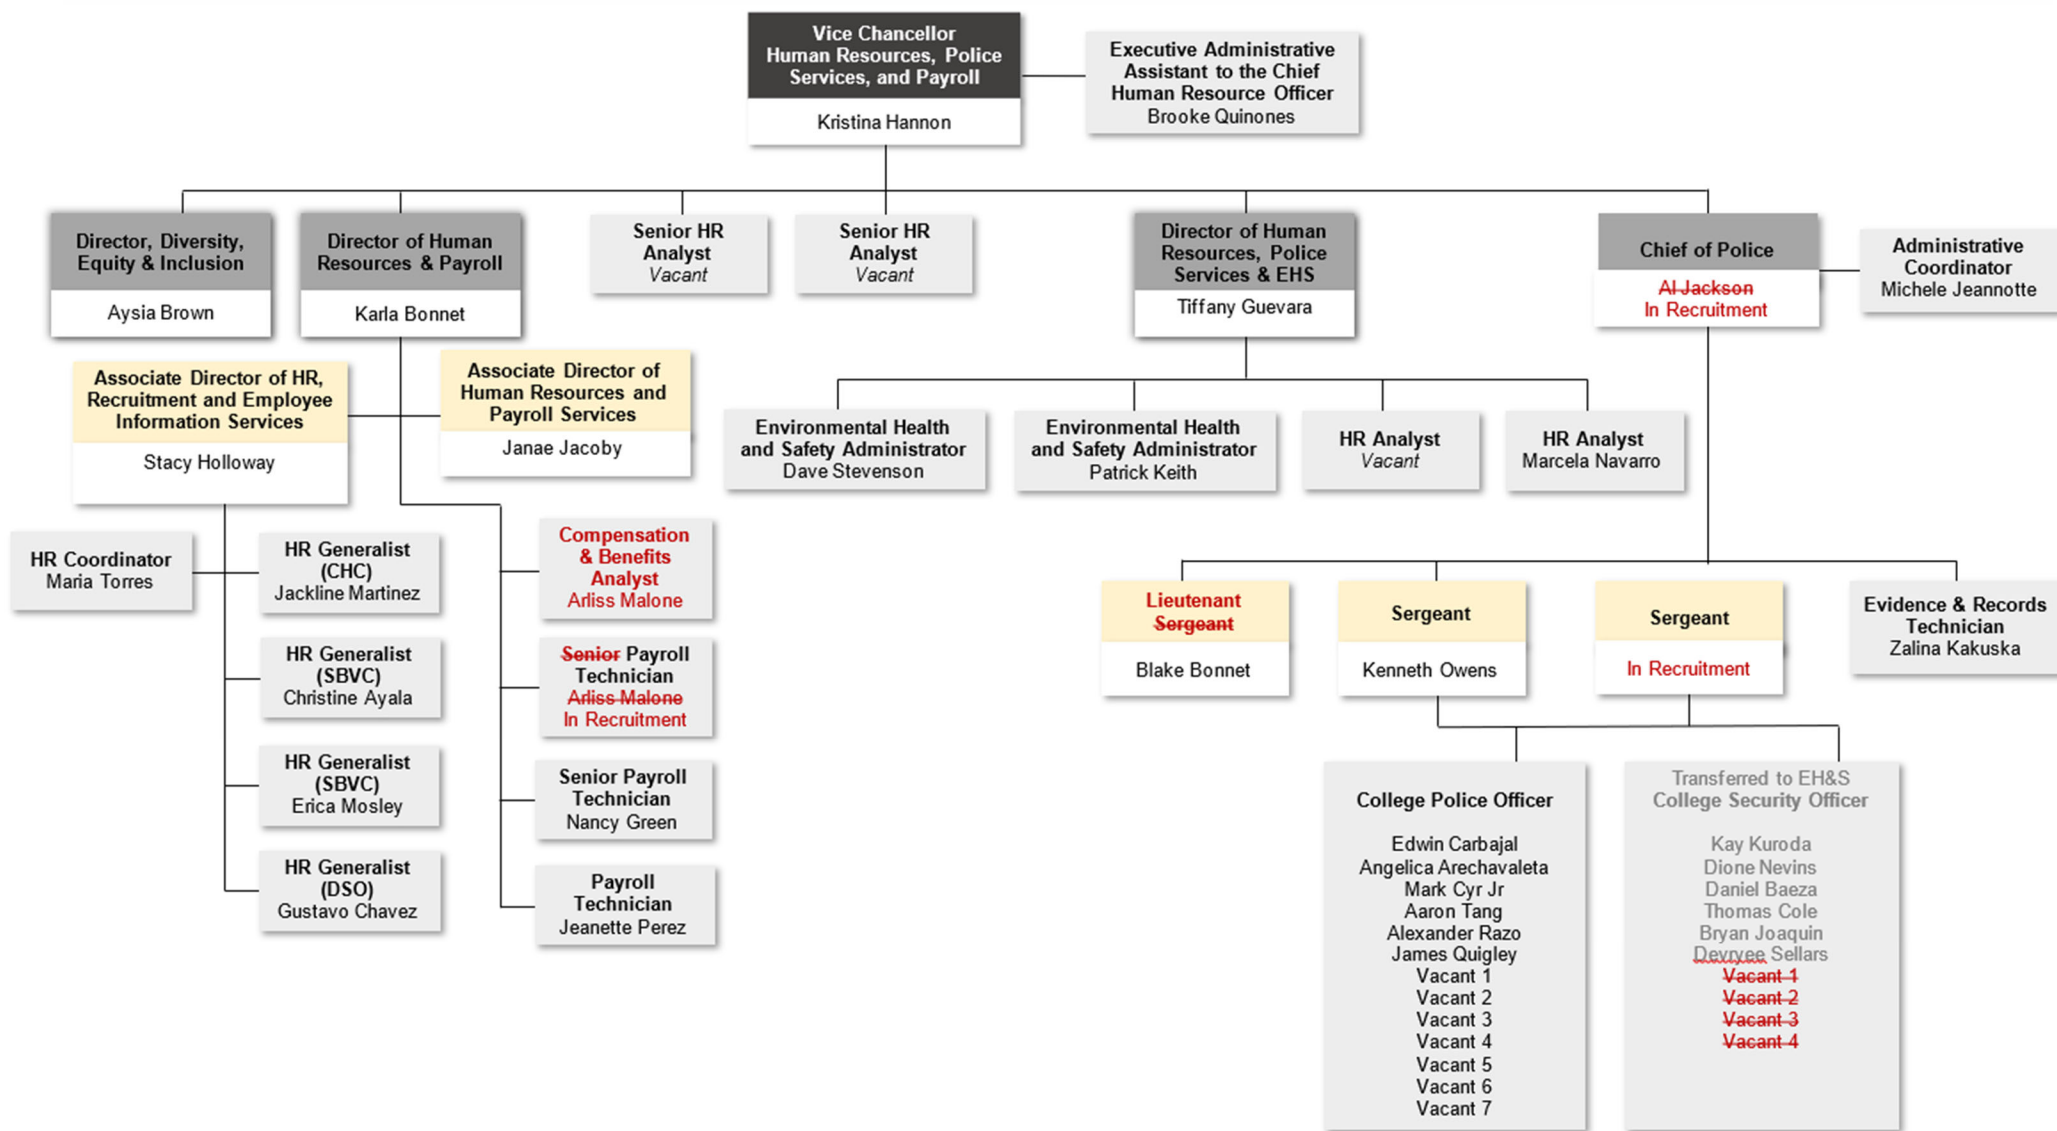 Vice Chancellor
Human Resources, Police
Services, and Payroll
Kristina Hannon
Executive Administrative
Assistant to the Chief
Human Resource Officer
Brooke Quinones
Director, Diversity,
Equity & Inclusion
Aysia Brown
Director of Human
Resources & Payroll
Karla Bonnet
Senior HR
Analyst
Vacant
Senior HR
Analyst
Vacant
Director of Human
Resources, Police
Services & EHS
Tiffany Guevara
Chief of Police
Al Jackson
In Recruitment
Administrative
Coordinator
Michele Jeannotte
Associate Director of HR,
Recruitment and Employee
Information Services
Stacy Holloway
Associate Director of
Human Resources and
Payroll Services
Janae Jacoby
Environmental Health
and Safety Administrator
Dave Stevenson
Environmental Health
and Safety Administrator
Patrick Keith
HR Analyst
Vacant
HR Analyst
Marcela Navarro
HR Coordinator
Maria Torres
HR Generalist
(CHC)
Jackline Martinez
HR Generalist
(SBVC)
Christine Ayala
HR Generalist
(SBVC)
Erica Mosley
HR Generalist
(DSO)
Gustavo Chavez
Compensation
& Benefits
Analyst
Arliss Malone
Senior Payroll
Technician
Arliss Malone
In Recruitment
Senior Payroll
Technician
Nancy Green
Payroll
Technician
Jeanette Perez
Lieutenant
Sergeant
Blake Bonnet
Sergeant
Kenneth Owens
Sergeant
In Recruitment
Evidence & Records
Technician
Zalina Kakuska
College Police Officer
Edwin Carbajal
Angelica Arechavaleta
Mark Cyr Jr
Aaron Tang
Alexander Razo
James Quigley
Vacant 1
Vacant 2
Vacant 3
Vacant 4
Vacant 5
Vacant 6
Vacant 7
Transferred to EH&S
College Security Officer
Kay Kuroda
Dione Nevins
Daniel Baeza
Thomas Cole
Bryan Joaquin
Devryee Sellars
Vacant 1
Vacant 2
Vacant 3
Vacant 4